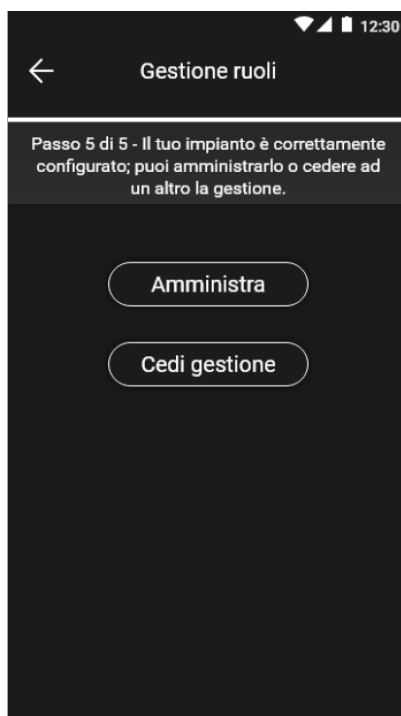 12:30
Gestione ruoli
Passo 5 di 5 - Il tuo impianto è correttamente
configurato; puoi amministrarlo o cedere ad
un altro la gestione.
Amministra
Cedi gestione